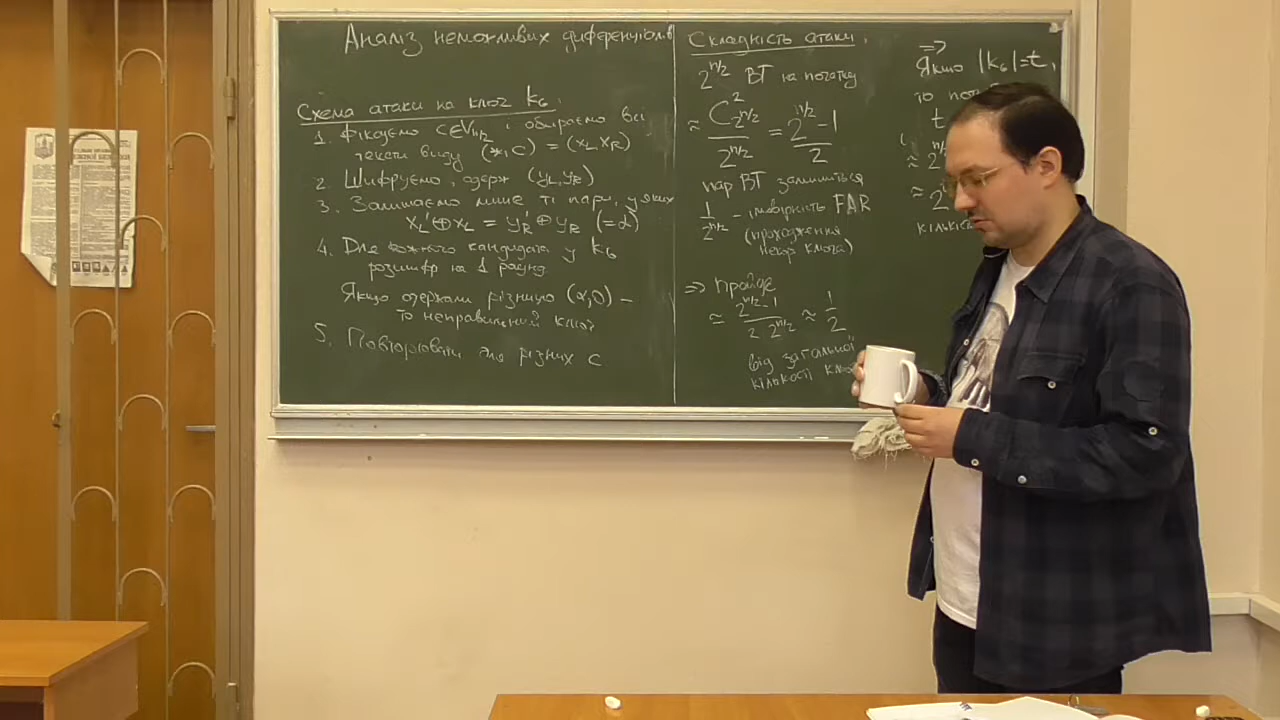 Аналіз неможливих диференціалів
Схема атаки на ключ k₆.
1. Фіксуємо C∈V_{n/2} і обираємо всі
тексти виду (*, C) = (x_L, x_R)
2. Шифруємо, одерж (y_L, y_R)
3. Залишаємо лише ті пари, у яких
x_L' ⊕ x_L = y_R' ⊕ y_R (=α)
4. Для кожного кандидата у k₆
розшифр на 1 раунд
Якщо одержали різницю (α,0) –
то неправильний ключ
5. Повторювати для різних C
Складність атаки.
2^{n/2} ВТ на початку
≈ C²_{2^{n/2}} / 2^{n/2} = (2^{n/2} - 1) / 2
пар ВТ залишиться
1/2^{n/2} – імовірність FAR
(проходження
непр ключа)
⇒ Пройде
≈ (2^{n/2} - 1) / (2·2^{n/2}) ≈ 1/2
від загальної
кількості
⇒
Якщо |k₆|=t,
то
t
≈ 2
≈ 2